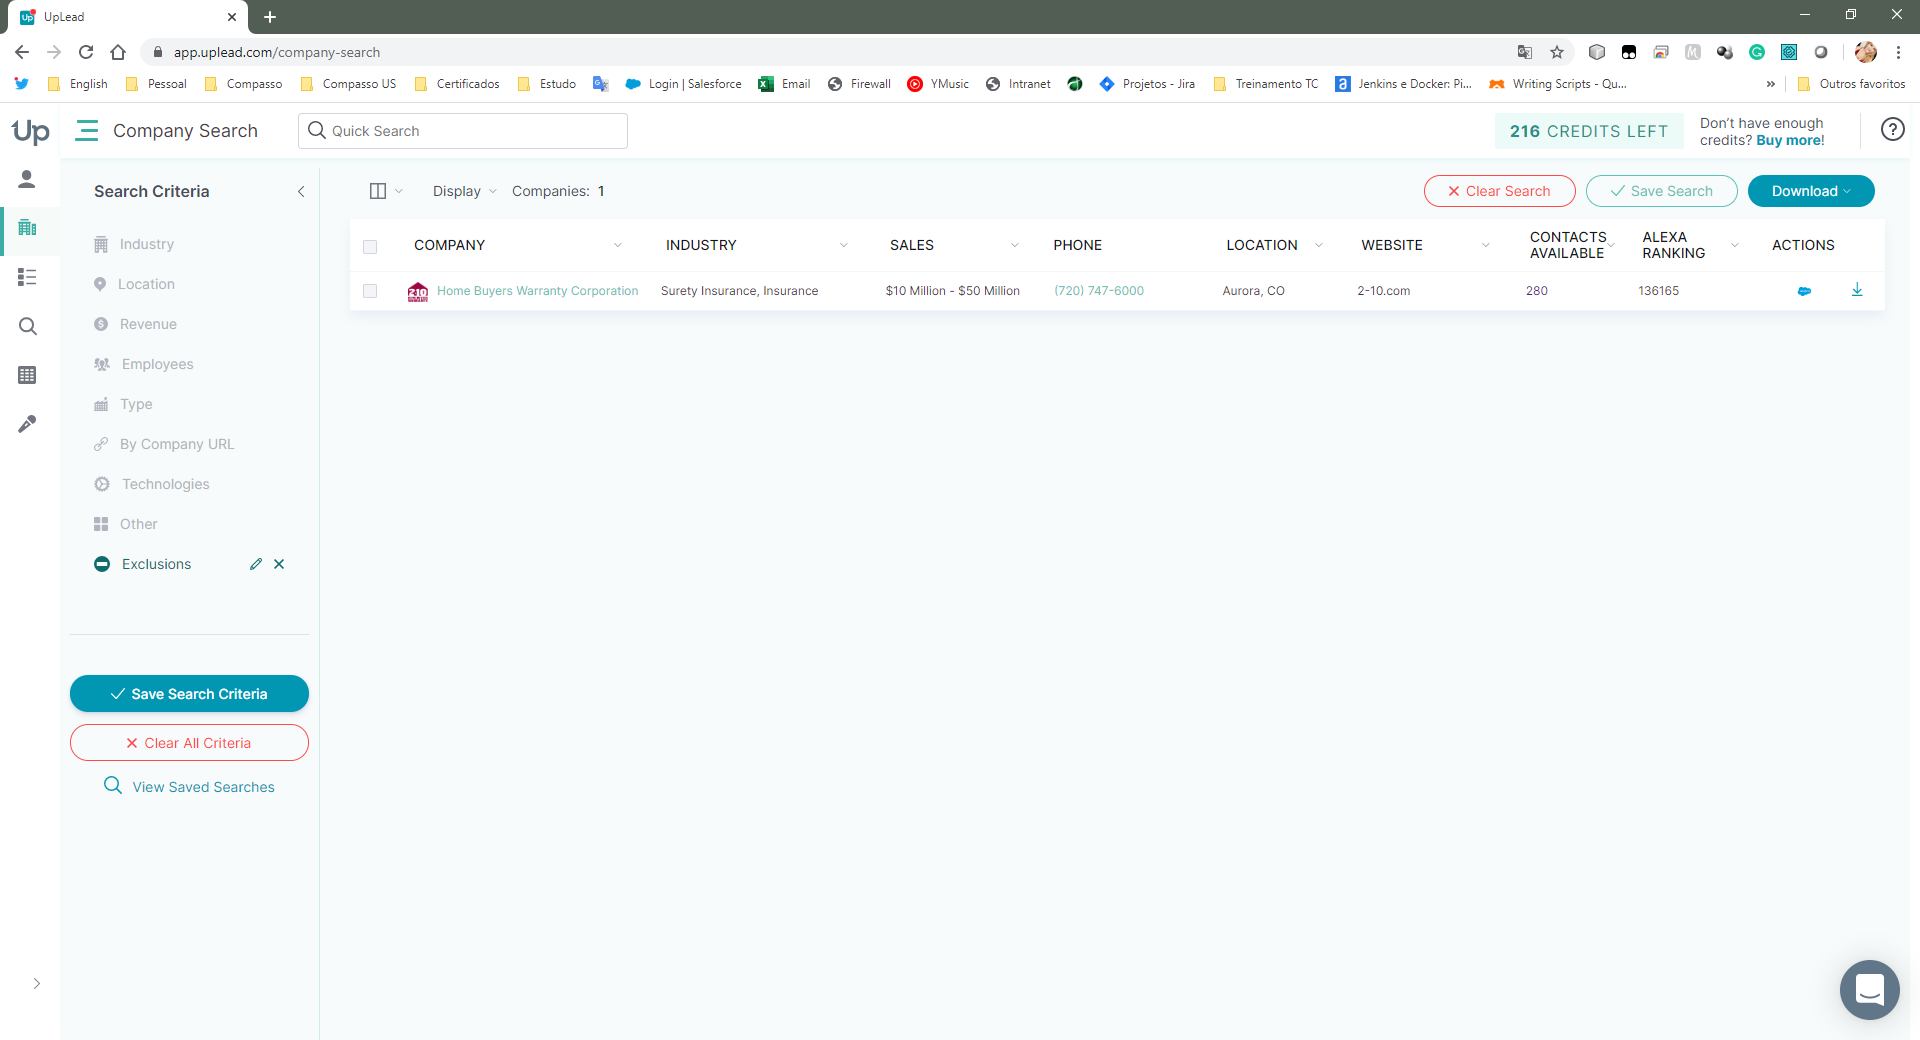 UpLead
app.uplead.com/company-search
English Pessoal Compasso Compasso US Certificados Estudo Login | Salesforce Email Firewall YMusic Intranet Projetos - Jira Treinamento TC Jenkins e Docker: Pi... Writing Scripts - Qu... » Outros favoritos
Up Company Search Quick Search 216 CREDITS LEFT Don't have enough
credits? Buy more!
Search Criteria
Display Companies: 1 Clear Search Save Search Download
Industry
Location
Revenue
Employees
Type
By Company URL
Technologies
Other
Exclusions
Save Search Criteria
Clear All Criteria
View Saved Searches
COMPANY INDUSTRY SALES PHONE LOCATION WEBSITE CONTACTS AVAILABLE ALEXA RANKING ACTIONS
210 Home Buyers Warranty Corporation Surety Insurance, Insurance $10 Million - $50 Million (720) 747-6000 Aurora, CO 2-10.com 280 136165